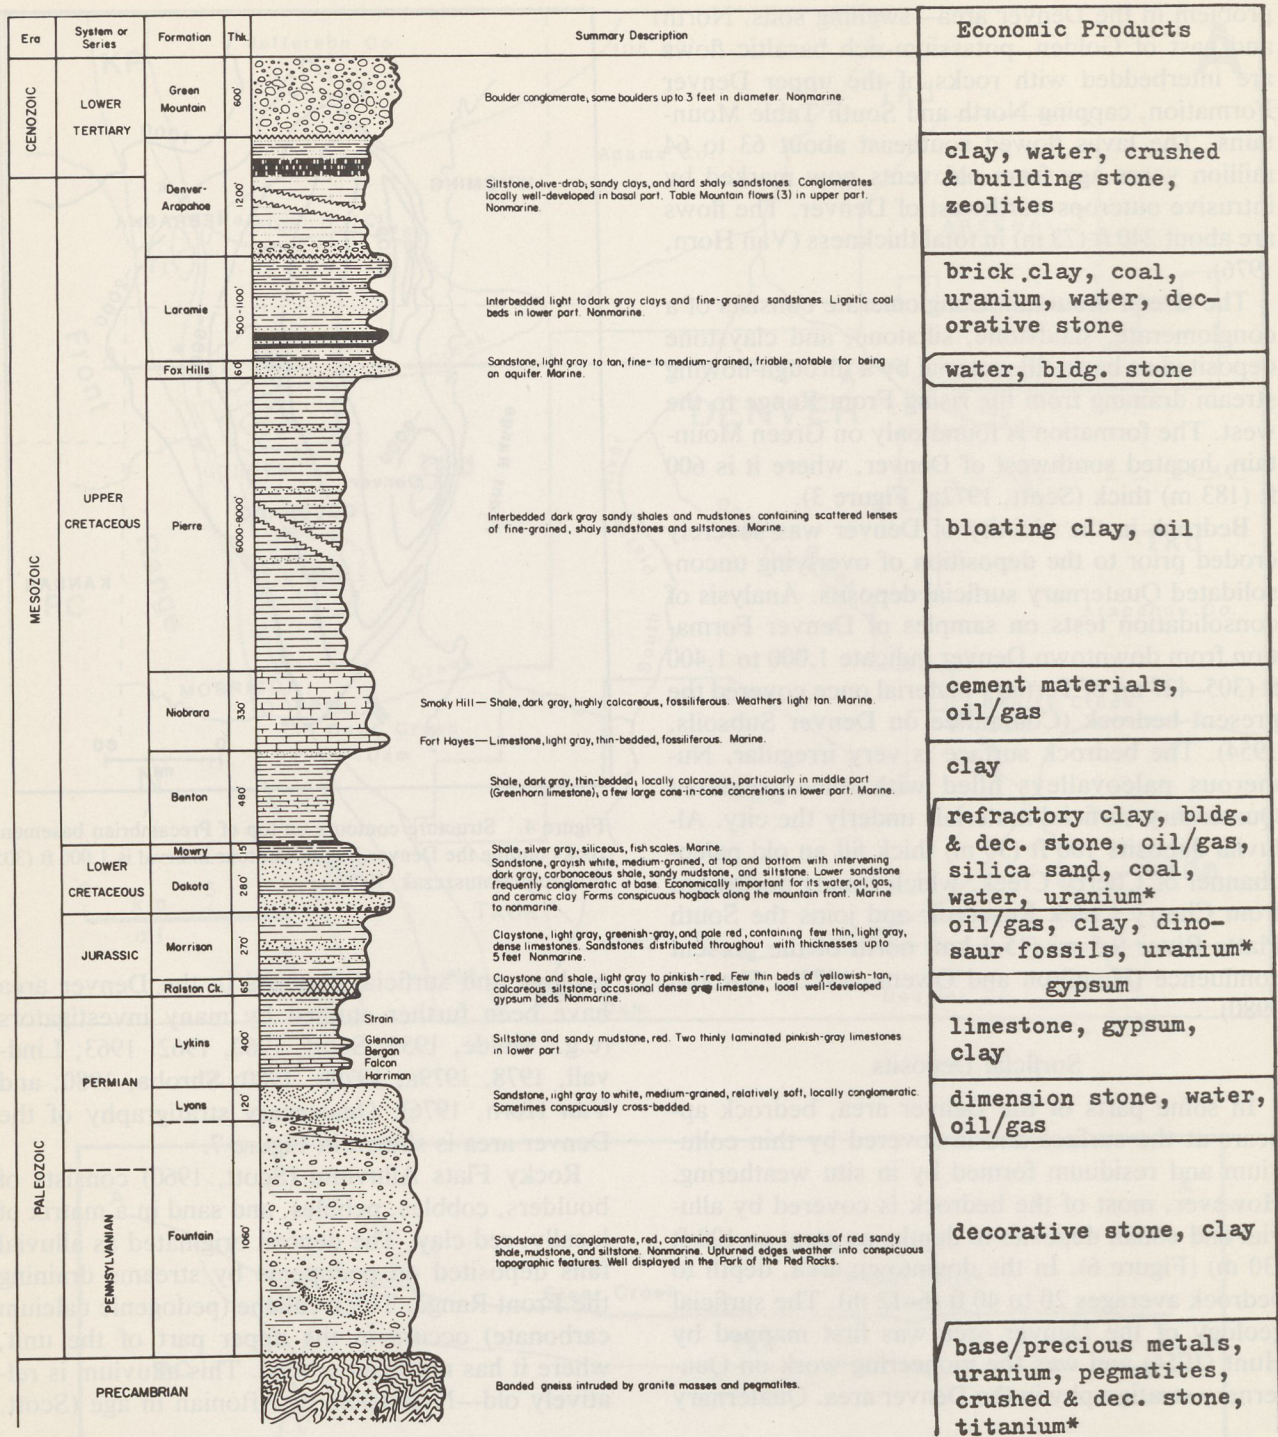 Era
System or
Series
Formation
Thk.
Summary Description
Economic Products
CENOZOIC
LOWER
TERTIARY
Green
Mountain
600'
Boulder conglomerate, some boulders up to 3 feet in diameter. Nonmarine.
Denver-
Arapahoe
1200'
Siltstone, olive-drab, sandy clays, and hard shaly sandstones. Conglomerates
locally well-developed in basal part. Table Mountain flows (3) in upper part.
Nonmarine.
clay, water, crushed
& building stone,
zeolites
MESOZOIC
UPPER
CRETACEOUS
Laramie
500-1100'
Interbedded light to dark gray clays and fine-grained sandstones. Lignitic coal
beds in lower part. Nonmarine.
brick clay, coal,
uranium, water, dec-
orative stone
Fox Hills
60'
Sandstone, light gray to tan, fine- to medium-grained, friable, notable for being
an aquifer. Marine.
water, bldg. stone
Pierre
6000-8000'
Interbedded dark gray sandy shales and mudstones containing scattered lenses
of fine-grained, shaly sandstones and siltstones. Marine.
bloating clay, oil
Niobrara
330'
Smoky Hill — Shale, dark gray, highly calcareous, fossiliferous. Weathers light tan. Marine.
Fort Hayes — Limestone, light gray, thin-bedded, fossiliferous. Marine.
cement materials,
oil/gas
Benton
480'
Shale, dark gray, thin-bedded, locally calcareous, particularly in middle part
(Greenhorn limestone), a few large cone-in-cone concretions in lower part. Marine.
clay
LOWER
CRETACEOUS
Mowry
15'
Shale, silver gray, siliceous, fish scales. Marine.
Dakota
280'
Sandstone, grayish white, medium-grained, at top and bottom with intervening
dark gray, carbonaceous shale, sandy mudstone, and siltstone. Lower sandstone
frequently conglomeratic at base. Economically important for its water, oil, gas,
and ceramic clay Forms conspicuous hogback along the mountain front. Marine
to nonmarine.
refractory clay, bldg.
& dec. stone, oil/gas,
silica sand, coal,
water, uranium*
JURASSIC
Morrison
270'
Claystone, light gray, greenish-gray, and pale red, containing few thin, light gray,
dense limestones. Sandstones distributed throughout with thicknesses up to
5 feet Nonmarine.
oil/gas, clay, dino-
saur fossils, uranium*
Ralston Ck.
65'
Claystone and shale, light gray to pinkish-red. Few thin beds of yellowish-tan,
calcareous siltstone; occasional dense gray limestone, local well-developed
gypsum beds. Nonmarine.
gypsum
PALEOZOIC
PERMIAN
Lykins
400'
Strain
Glennon
Bergan
Falcon
Harriman
Siltstone and sandy mudstone, red. Two thinly laminated pinkish-gray limestones
in lower part.
limestone, gypsum,
clay
Lyons
120'
Sandstone, light gray to white, medium-grained, relatively soft, locally conglomeratic.
Sometimes conspicuously cross-bedded.
dimension stone, water,
oil/gas
PENNSYLVANIAN
Fountain
Sandstone and conglomerate, red, containing discontinuous streaks of red sandy
shale, mudstone, and siltstone. Nonmarine. Upturned edges weather into conspicuous
topographic features. Well displayed in the Park of the Red Rocks.
decorative stone, clay
PRECAMBRIAN
Banded gneiss intruded by granite masses and pegmatite
base/precious metals,
uranium, pegmatites,
crushed & dec. stone,
titanium*